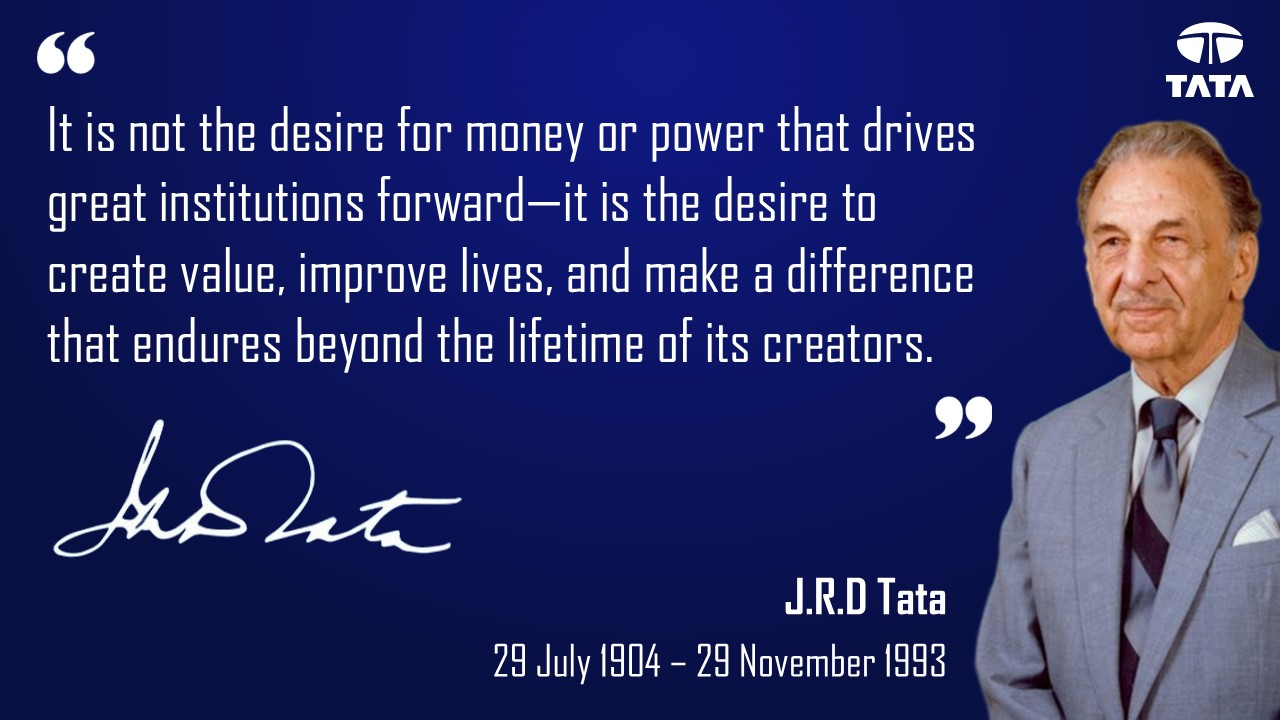 “
TATA
It is not the desire for money or power that drives
great institutions forward—it is the desire to
create value, improve lives, and make a difference
that endures beyond the lifetime of its creators.
”
JRD Tata
J.R.D Tata
29 July 1904 – 29 November 1993